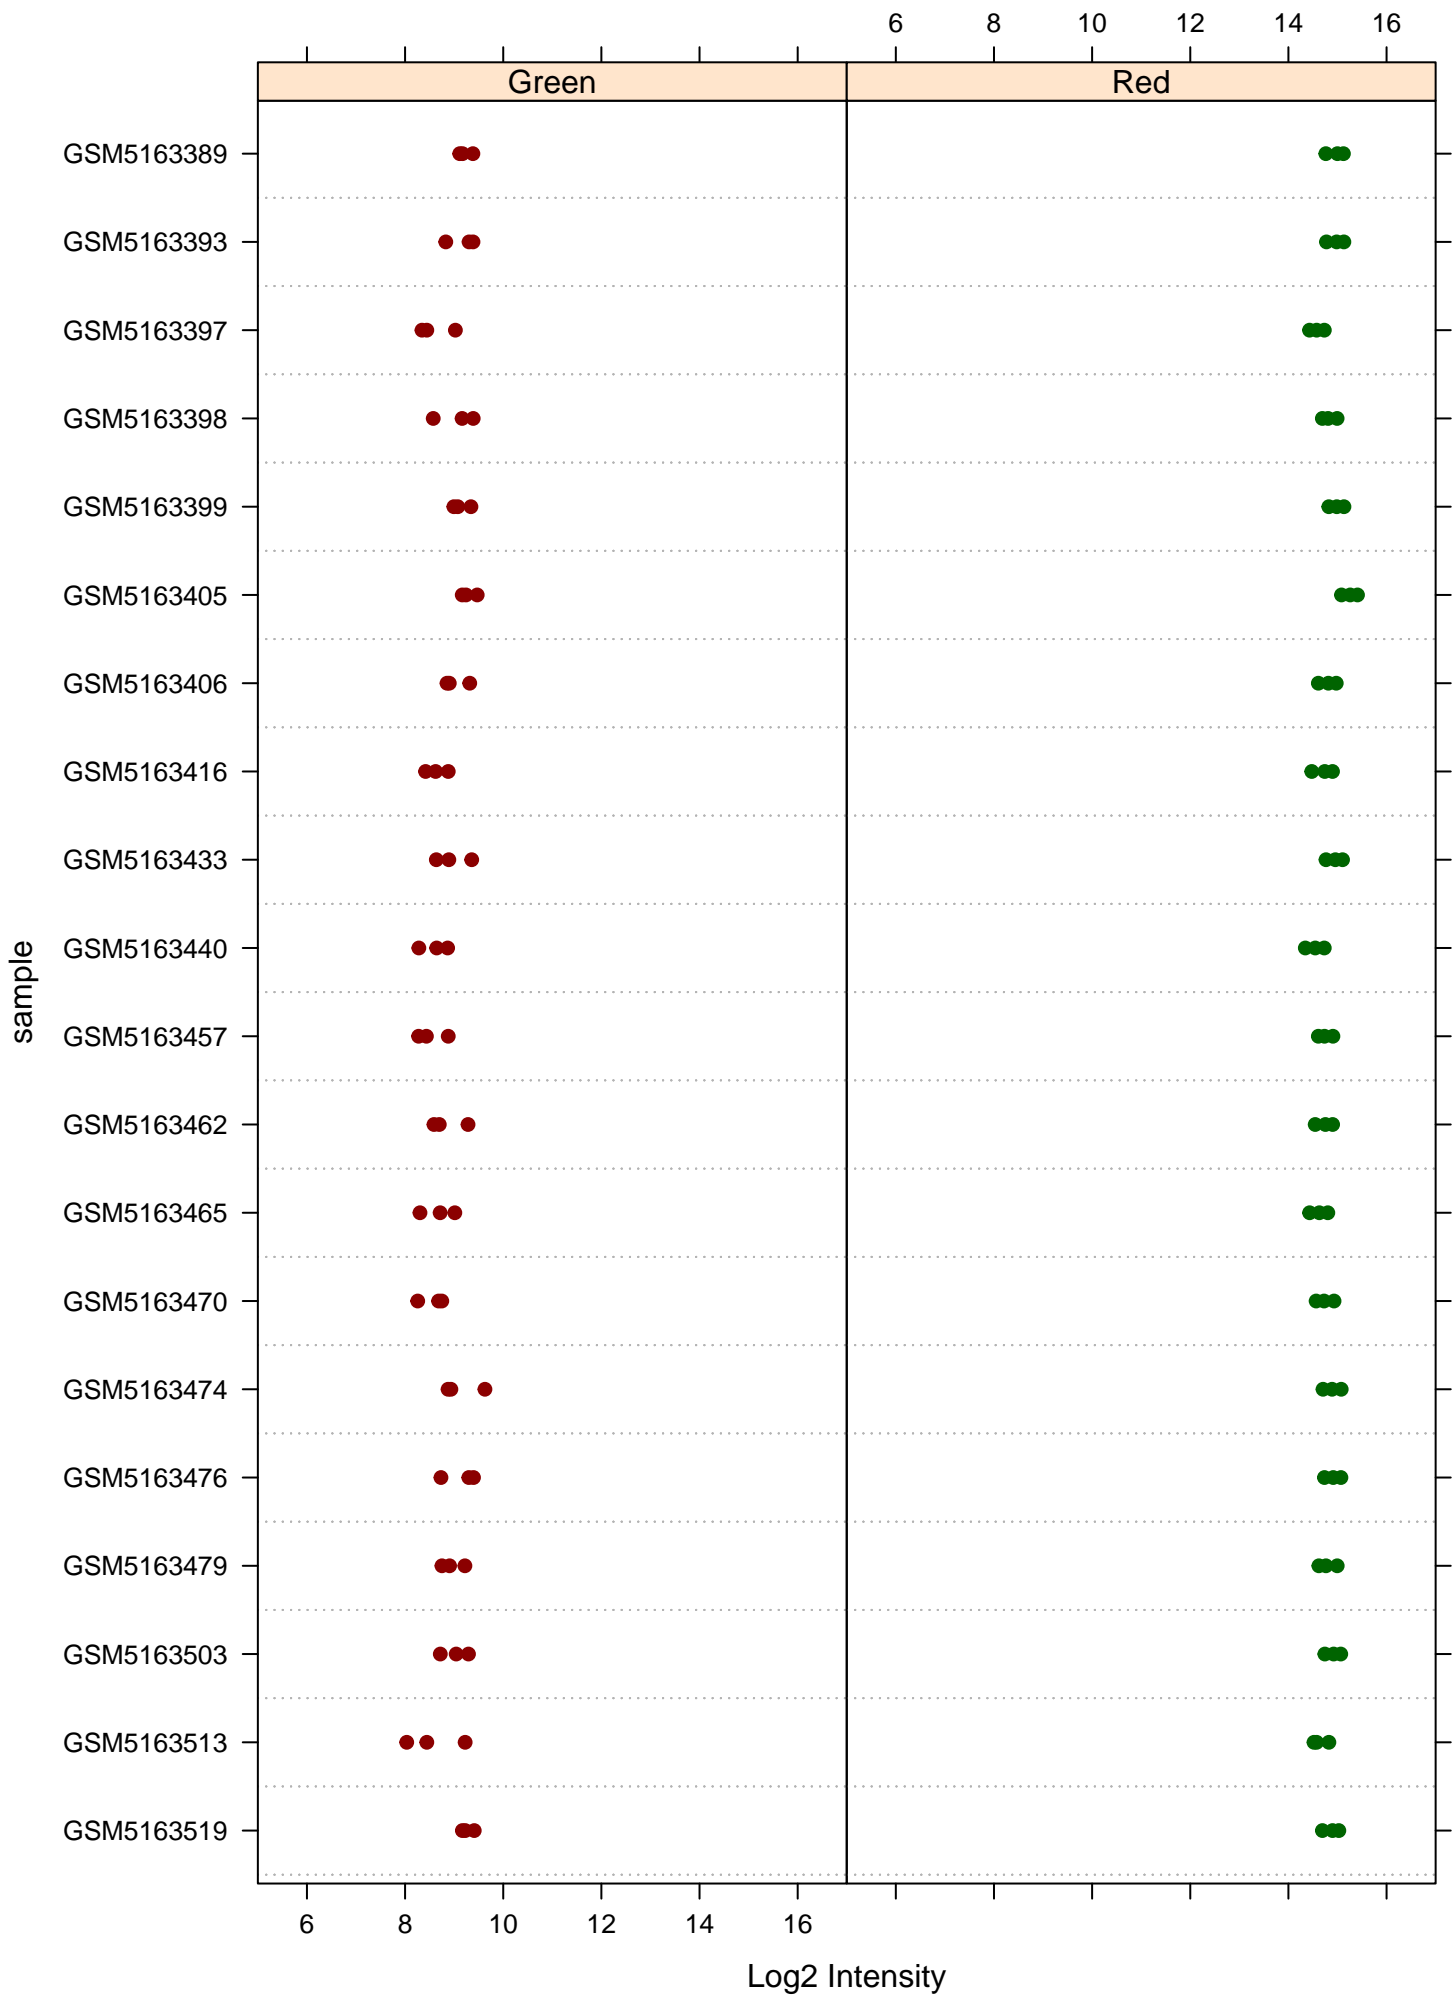 6 8 10 12 14 16
Green Red
GSM5163389
GSM5163393
GSM5163397
GSM5163398
GSM5163399
GSM5163405
GSM5163406
GSM5163416
GSM5163433
GSM5163440
GSM5163457
GSM5163462
GSM5163465
GSM5163470
GSM5163474
GSM5163476
GSM5163479
GSM5163503
GSM5163513
GSM5163519
sample
6 8 10 12 14 16
Log2 Intensity